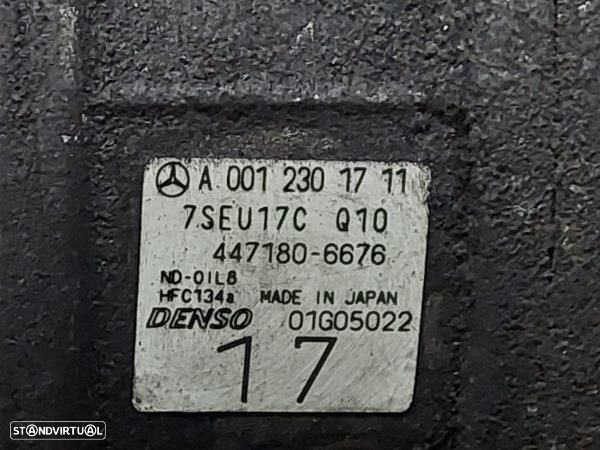 A 001 230 17 11
7SEU17C Q10
447180-6676
ND-OIL8
HFC134a MADE IN JAPAN
DENSO 01G05022
17
STANDVIRTUAL